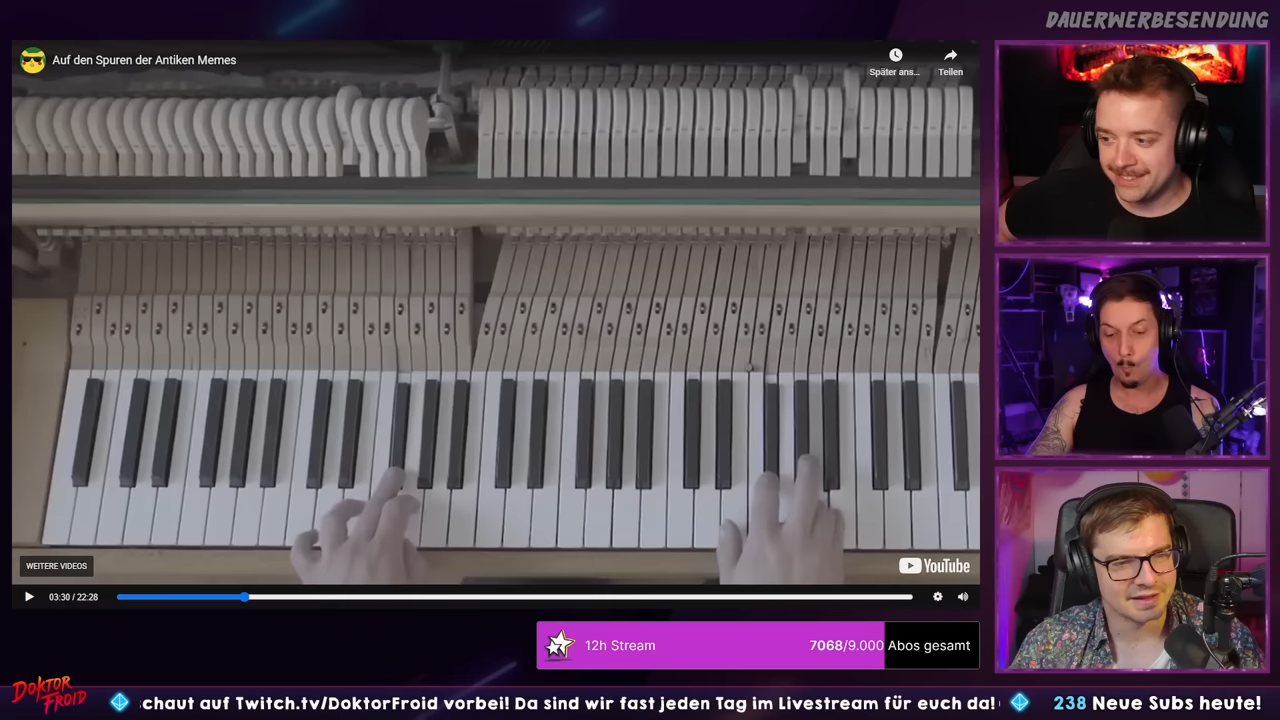 DAUERWERBESENDUNG
Auf den Spuren der Antiken Memes
Später ans...
Teilen
WEITERE VIDEOS
YouTube
03:30 / 22:28
12h Stream
7068/9.000 Abos gesamt
DOKTOR
FROID
chaut auf Twitch.tv/DoktorFroid vorbei! Da sind wir fast jeden Tag im Livestream für euch da!
238 Neue Subs heute!